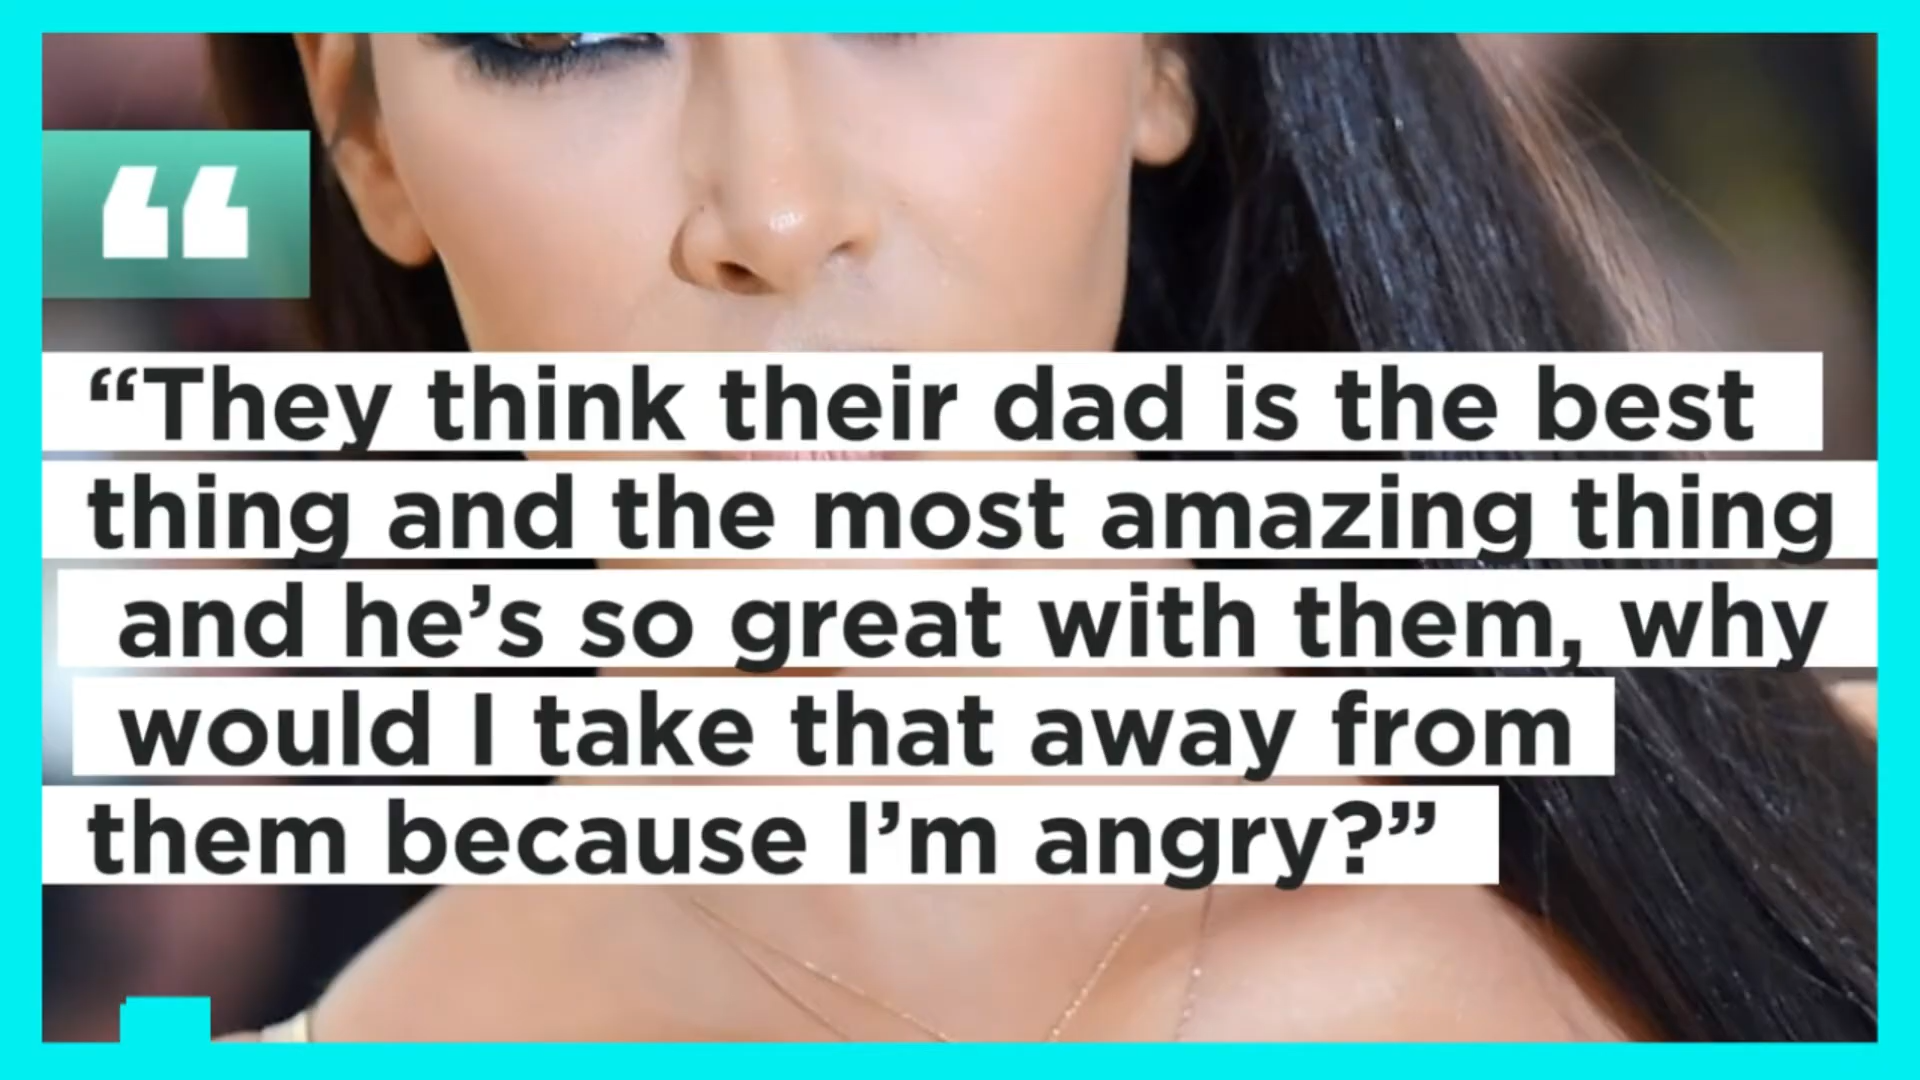 “They think their dad is the best
thing and the most amazing thing
and he’s so great with them, why
would I take that away from
them because I’m angry?”